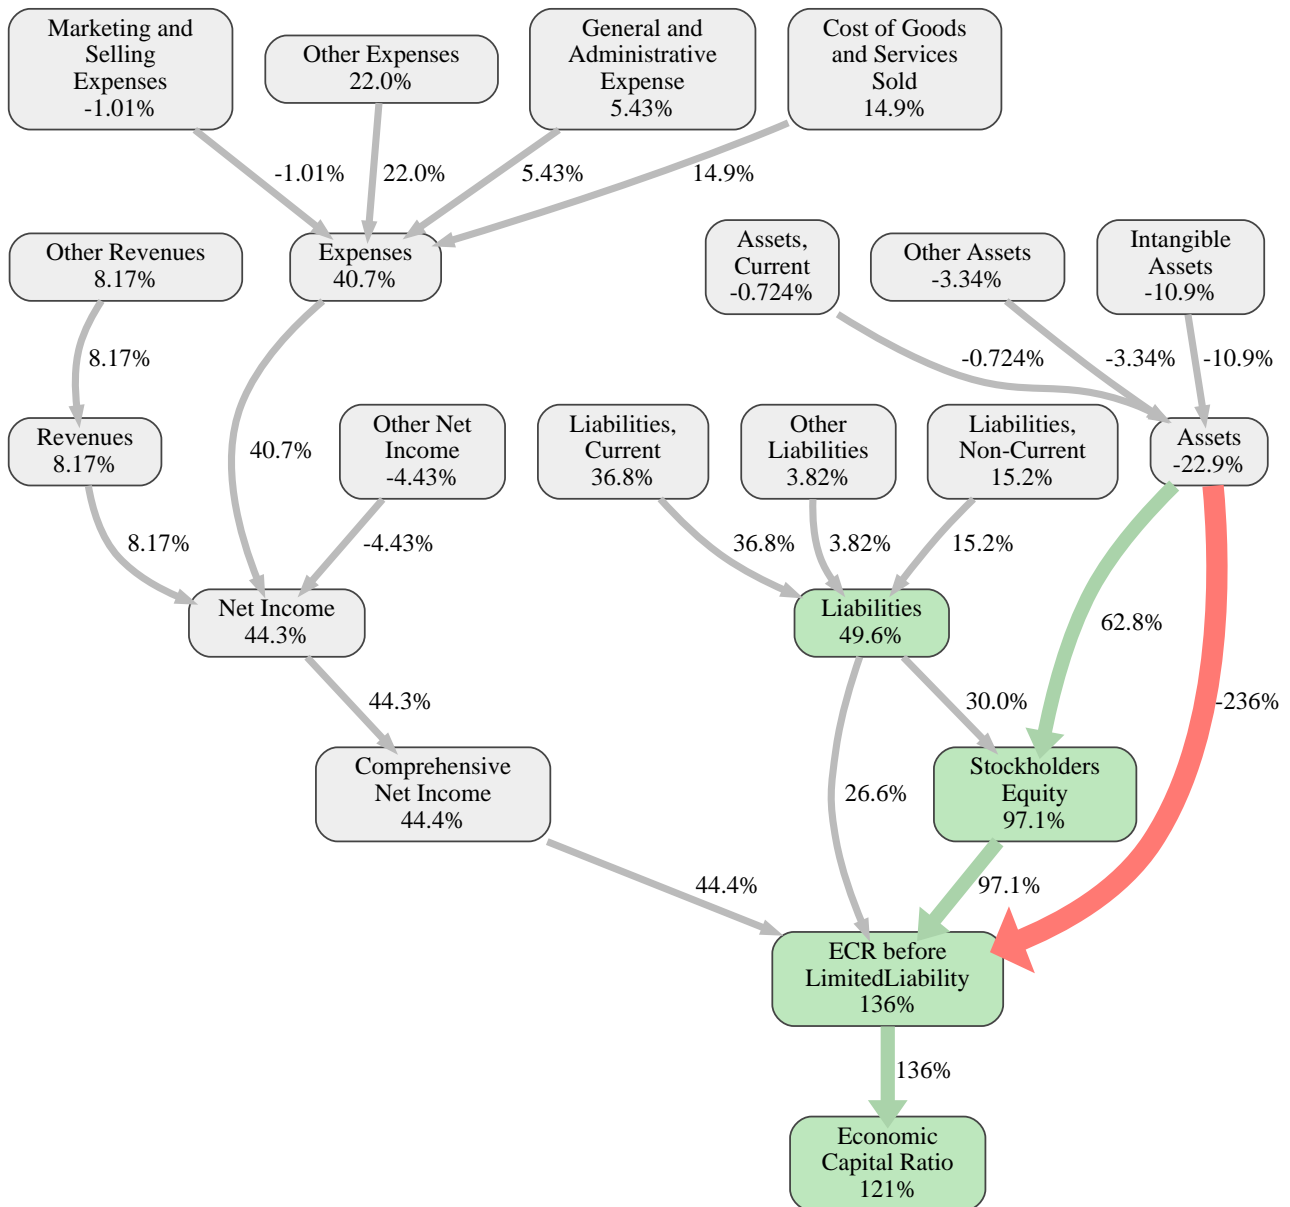 Marketing and
Selling
Expenses
-1.01%
Other Expenses
22.0%
General and
Administrative
Expense
5.43%
Cost of Goods
and Services
Sold
14.9%
-1.01%
22.0%
5.43%
14.9%
Other Revenues
8.17%
Expenses
40.7%
Assets,
Current
-0.724%
Other Assets
-3.34%
Intangible
Assets
-10.9%
8.17%
-0.724%
-3.34%
-10.9%
Revenues
8.17%
40.7%
Other Net
Income
-4.43%
Liabilities,
Current
36.8%
Other
Liabilities
3.82%
Liabilities,
Non-Current
15.2%
Assets
-22.9%
8.17%
-4.43%
36.8%
3.82%
15.2%
Net Income
44.3%
Liabilities
49.6%
62.8%
44.3%
30.0%
-236%
Comprehensive
Net Income
44.4%
26.6%
Stockholders
Equity
97.1%
44.4%
97.1%
ECR before
LimitedLiability
136%
136%
Economic
Capital Ratio
121%